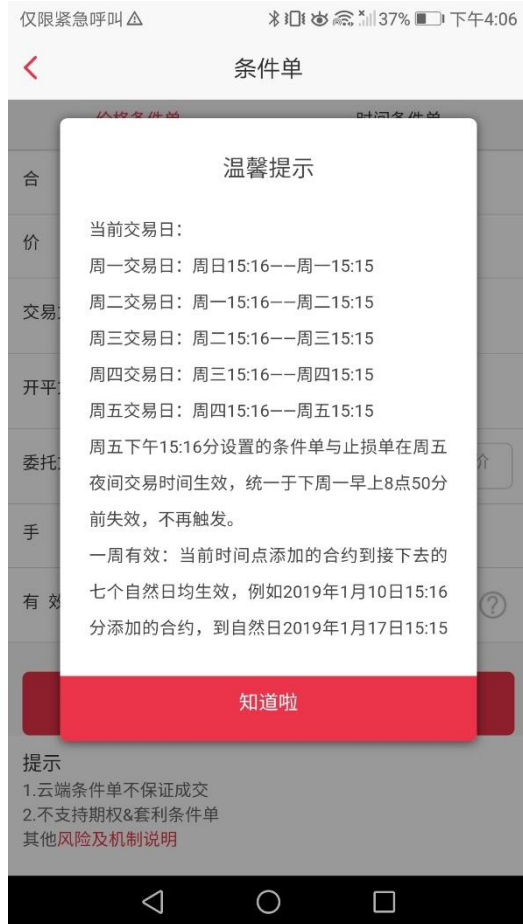 仅限紧急呼叫
37%
下午4:06
条件单
价格条件单
时间条件单
温馨提示
当前交易日：
周一交易日：周日15:16——周一15:15
周二交易日：周一15:16——周二15:15
周三交易日：周二15:16——周三15:15
周四交易日：周三15:16——周四15:15
周五交易日：周四15:16——周五15:15
周五下午15:16分设置的条件单与止损单在周五
夜间交易时间生效，统一于下周一早上8点50分
前失效，不再触发。
一周有效：当前时间点添加的合约到接下去的
七个自然日均生效，例如2019年1月10日15:16
分添加的合约，到自然日2019年1月17日15:15
知道啦
合
价
交易
开平
委托
价
手
有 效
?
提示
1.云端条件单不保证成交
2.不支持期权&套利条件单
其他风险及机制说明